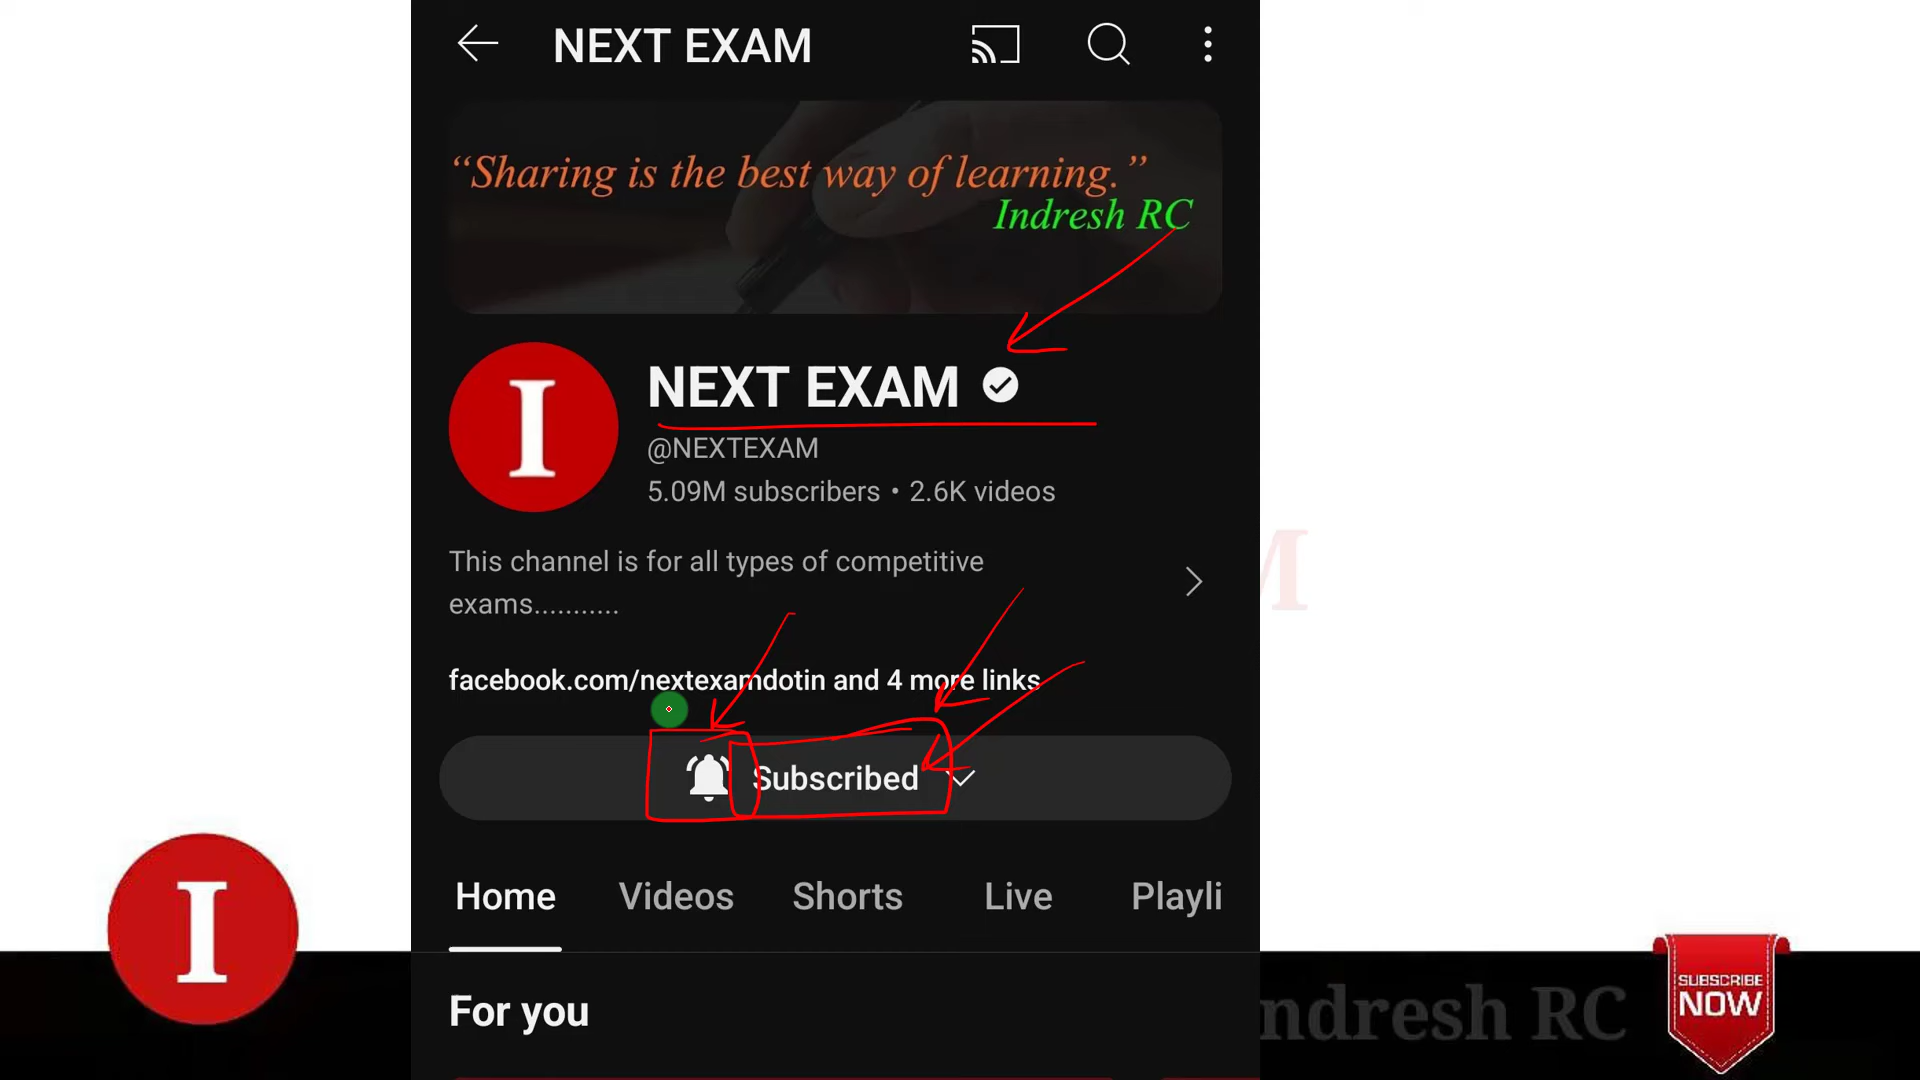 NEXT EXAM
“Sharing is the best way of learning.”
Indresh RC
I
NEXT EXAM
@NEXTEXAM
5.09M subscribers • 2.6K videos
This channel is for all types of competitive
exams...........
M
facebook.com/nextexamdotin and 4 more links
Subscribed
Home Videos Shorts Live Playli
For you
I
ndresh RC
SUBSCRIBE
NOW